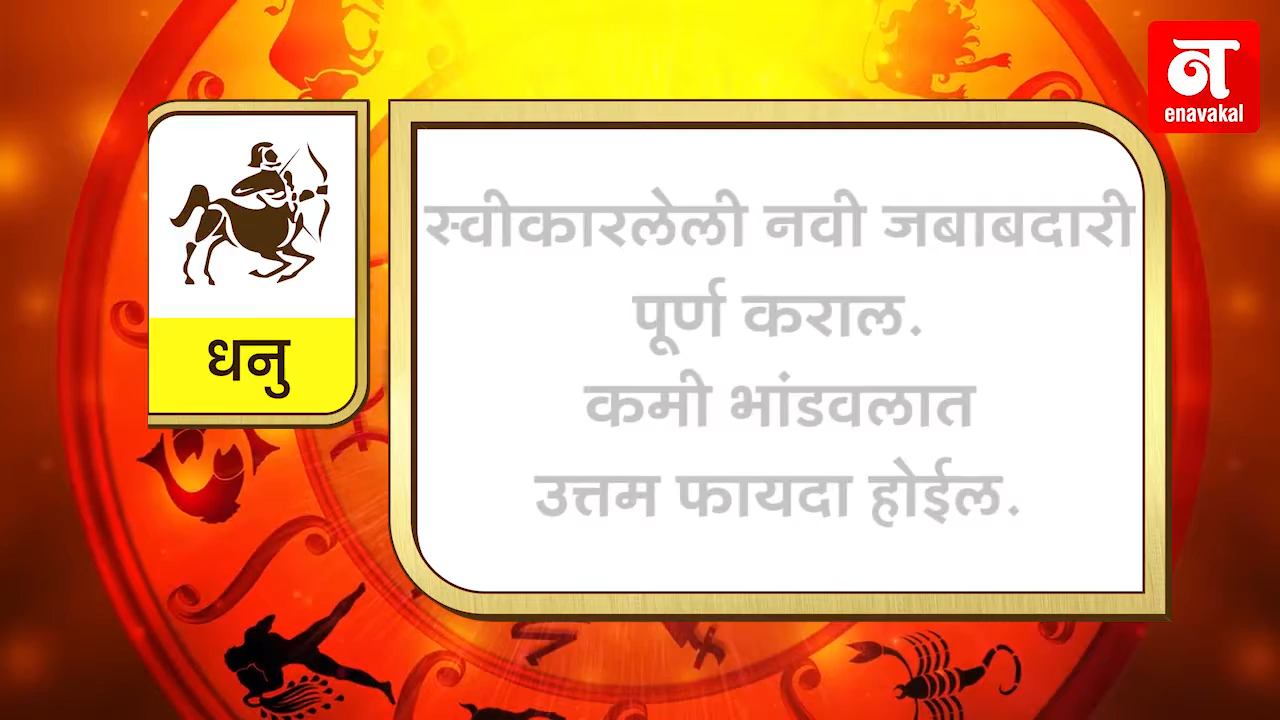 न
enavakal
धनु
स्वीकारलेली नवी जबाबदारी
पूर्ण कराल.
कमी भांडवलात
उत्तम फायदा होईल.